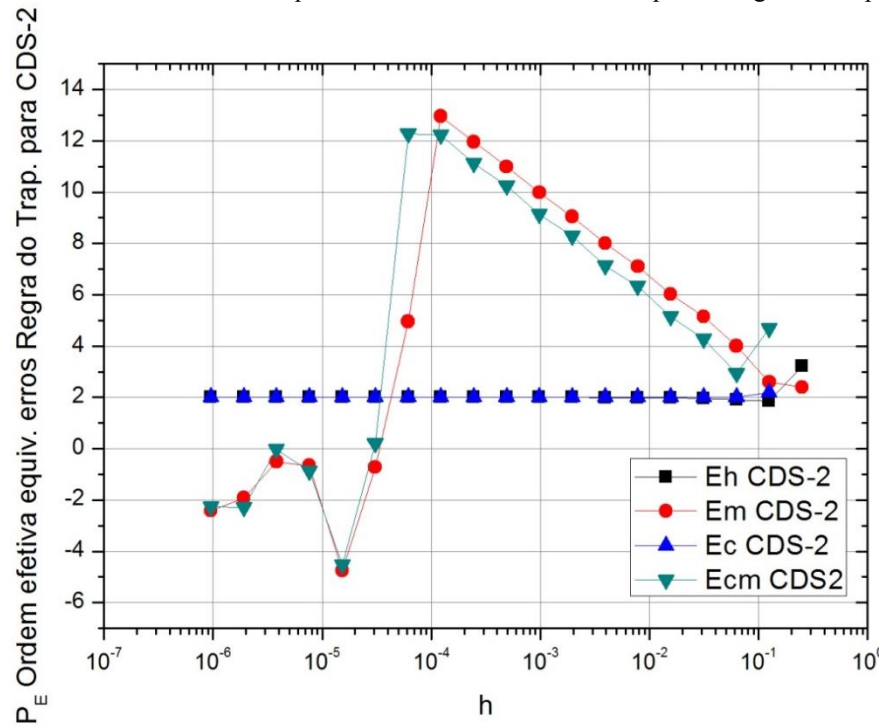 P_E Ordem efetiva equiv. erros Regra do Trap. para CDS-2
14
12
10
8
6
4
2
0
-2
-4
-6
10^-7 10^-6 10^-5 10^-4 10^-3 10^-2 10^-1 10^0
h
Eh CDS-2
Em CDS-2
Ec CDS-2
Ecm CDS2